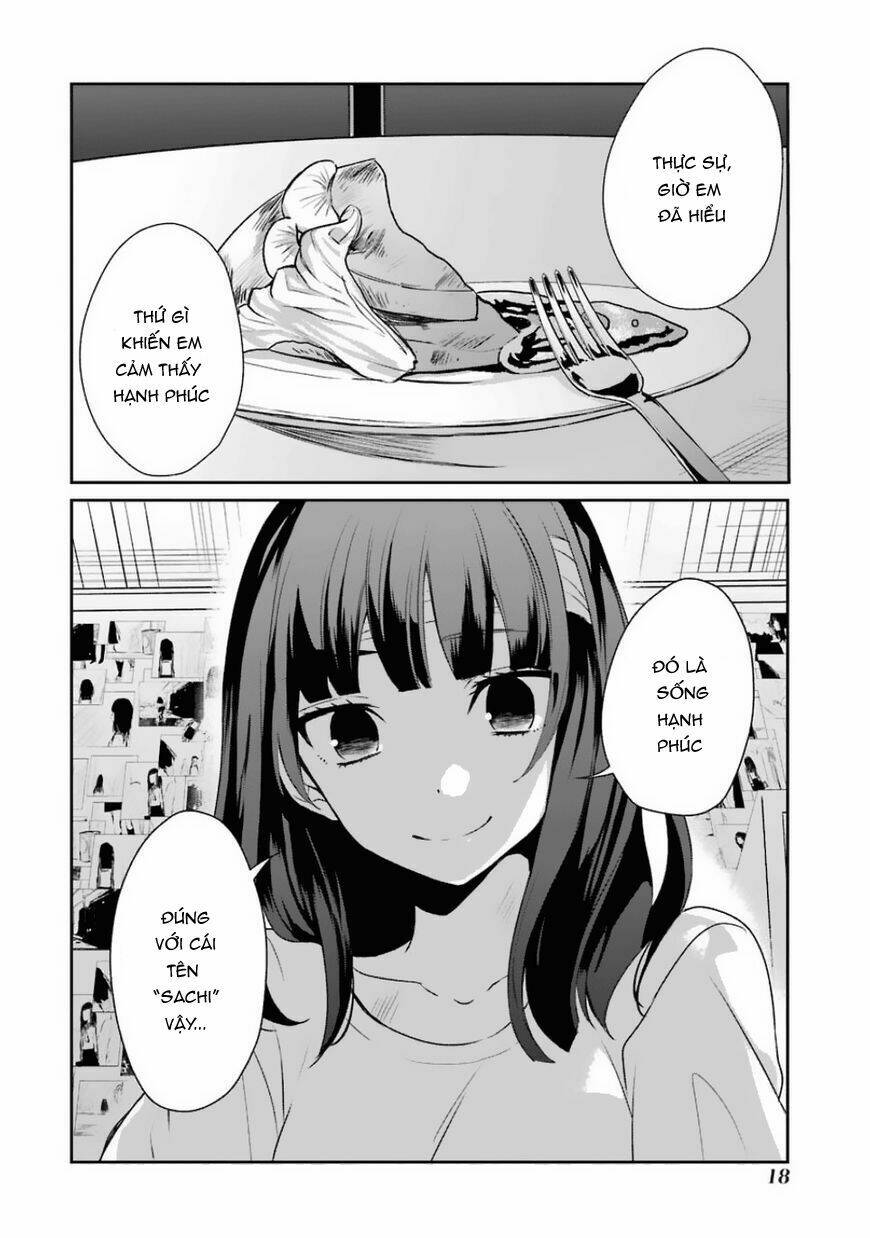 THỰC SỰ,
GIỜ EM
ĐÃ HIỂU
THỨ GÌ
KHIẾN EM
CẢM THẤY
HẠNH PHÚC
ĐÓ LÀ
SỐNG
HẠNH
PHÚC
ĐÚNG
VỚI CÁI
TÊN
“SACHI”
VẬY...
18